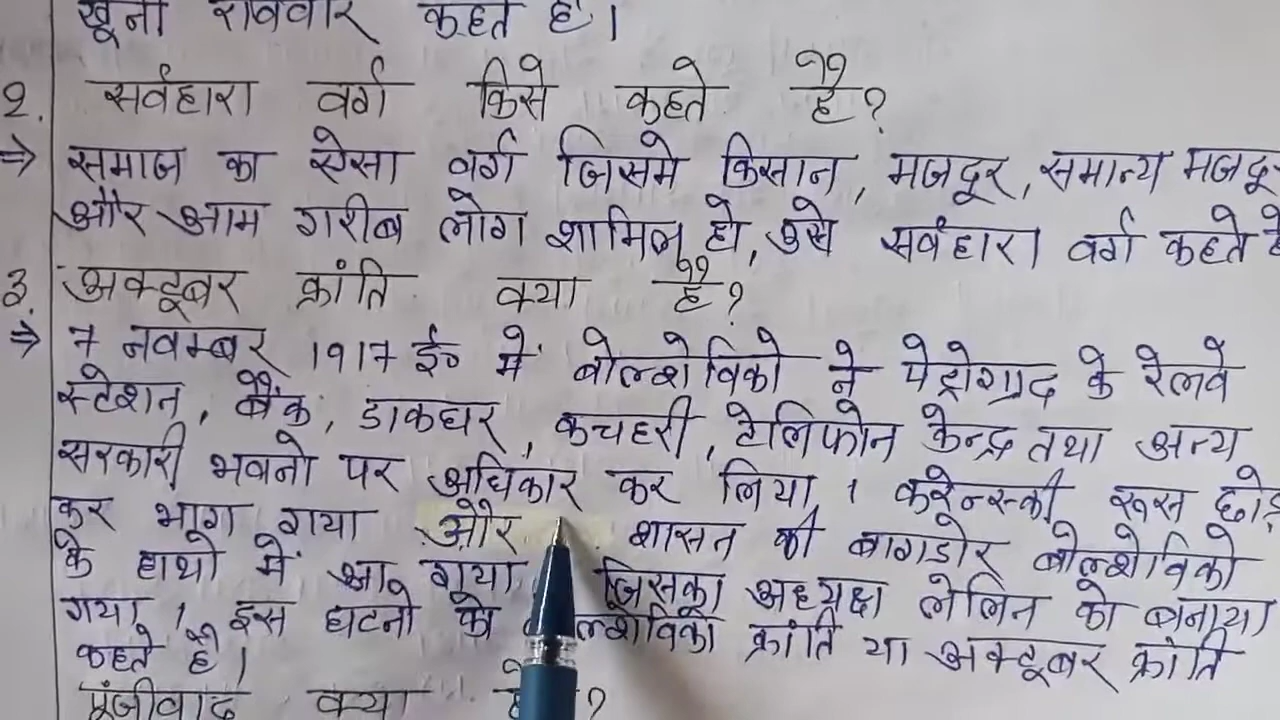 खूनी रविवार कहते हैं।
2. सर्वहारा वर्ग किसे कहते है?
⇒ समाज का ऐसा वर्ग जिसमे किसान, मजदूर, समान्य मजदू
और आम गरीब लोग शामिल हो, उसे सर्वहारा वर्ग कहते है
3. अक्टूबर क्रांति क्या है?
⇒ 7 नवम्बर 1917 ई० में बोल्शेविको ने पेट्रोग्राद के रेलवे
स्टेशन, बैंक, डाकघर, कचहरी, टेलिफोन केन्द्र तथा अन्य
सरकारी भवनो पर अधिकार कर लिया। करेन्स्की रूस छोड़
कर भाग गया और शासन की बागडोर बोल्शेविको
के हाथो में आ गया जिसका अध्यक्ष लेलिन को बनाया
गया। इस घटनो को क्रांति या अक्टूबर क्रांति
कहते है।
पूंजीवाद क्या है?